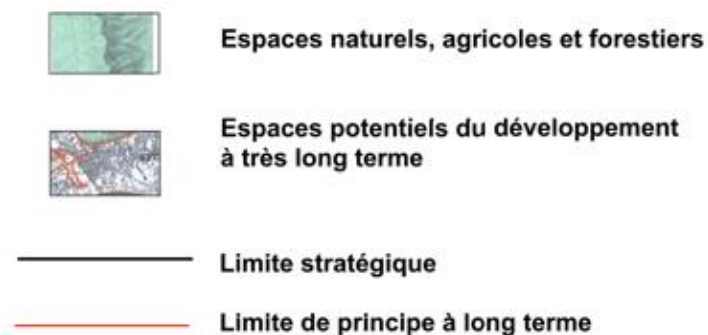 Espaces naturels, agricoles et forestiers
Espaces potentiels du développement
à très long terme
Limite stratégique
Limite de principe à long terme